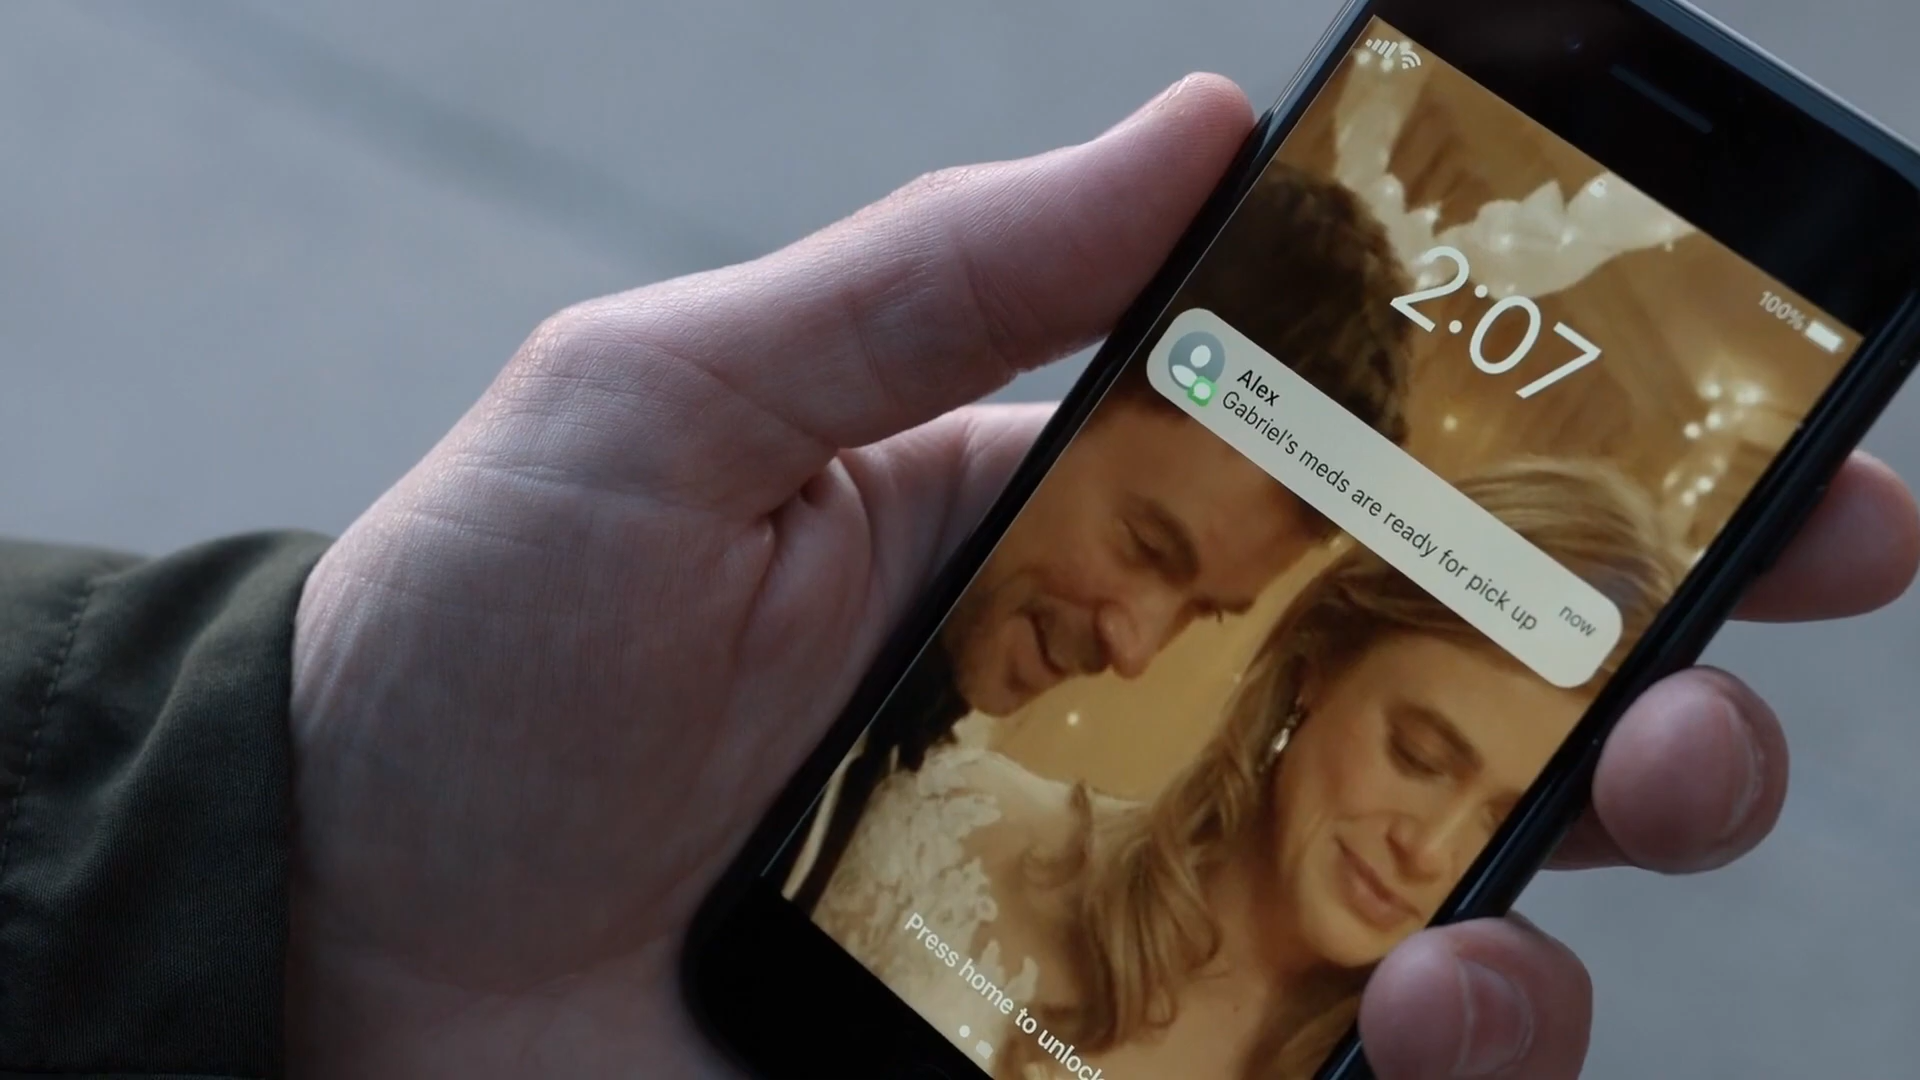 100%
2:07
Alex
now
Gabriel's meds are ready for pick up
Press home to unlock